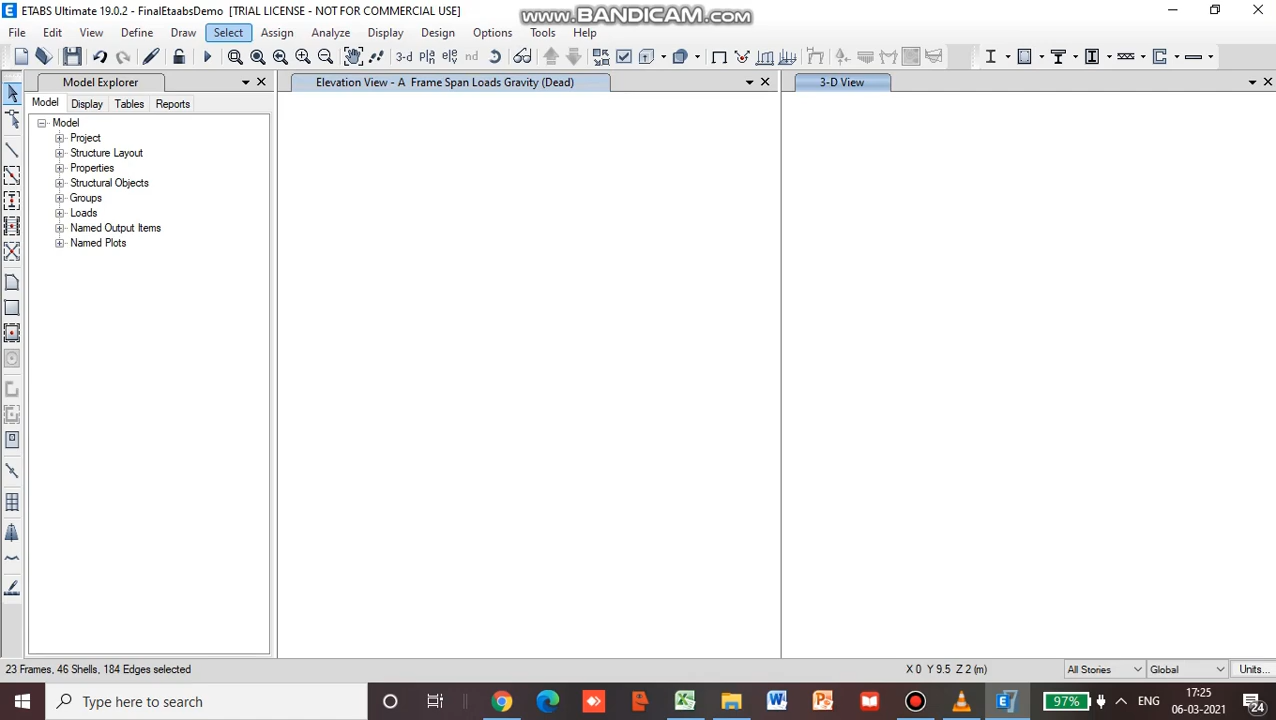 ETABS Ultimate 19.0.2 - FinalEtaabsDemo [TRIAL LICENSE - NOT FOR COMMERCIAL USE]
www.BANDICAM.com
File Edit View Define Draw Select Assign Analyze Display Design Options Tools Help
3-d
nd
Model Explorer
Elevation View - A Frame Span Loads Gravity (Dead)
3-D View
Model Display Tables Reports
Model
Project
Structure Layout
Properties
Structural Objects
Groups
Loads
Named Output Items
Named Plots
23 Frames, 46 Shells, 184 Edges selected
X 0 Y 9.5 Z 2 (m)
All Stories
Global
Units...
Type here to search
97%
ENG
17:25
06-03-2021
24